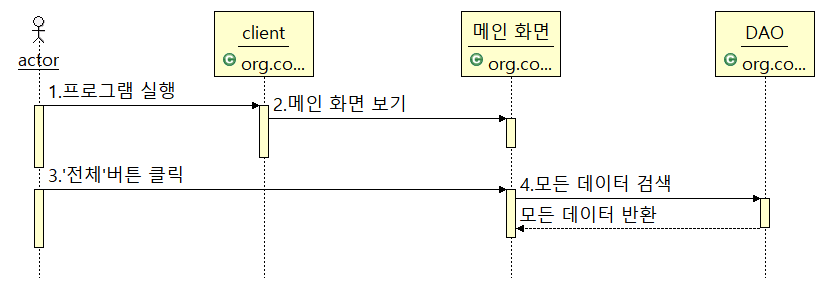 client
메인 화면
DAO
actor
org.co...
org.co...
org.co...
1.프로그램 실행
2.메인 화면 보기
3.'전체'버튼 클릭
4.모든 데이터 검색
모든 데이터 반환